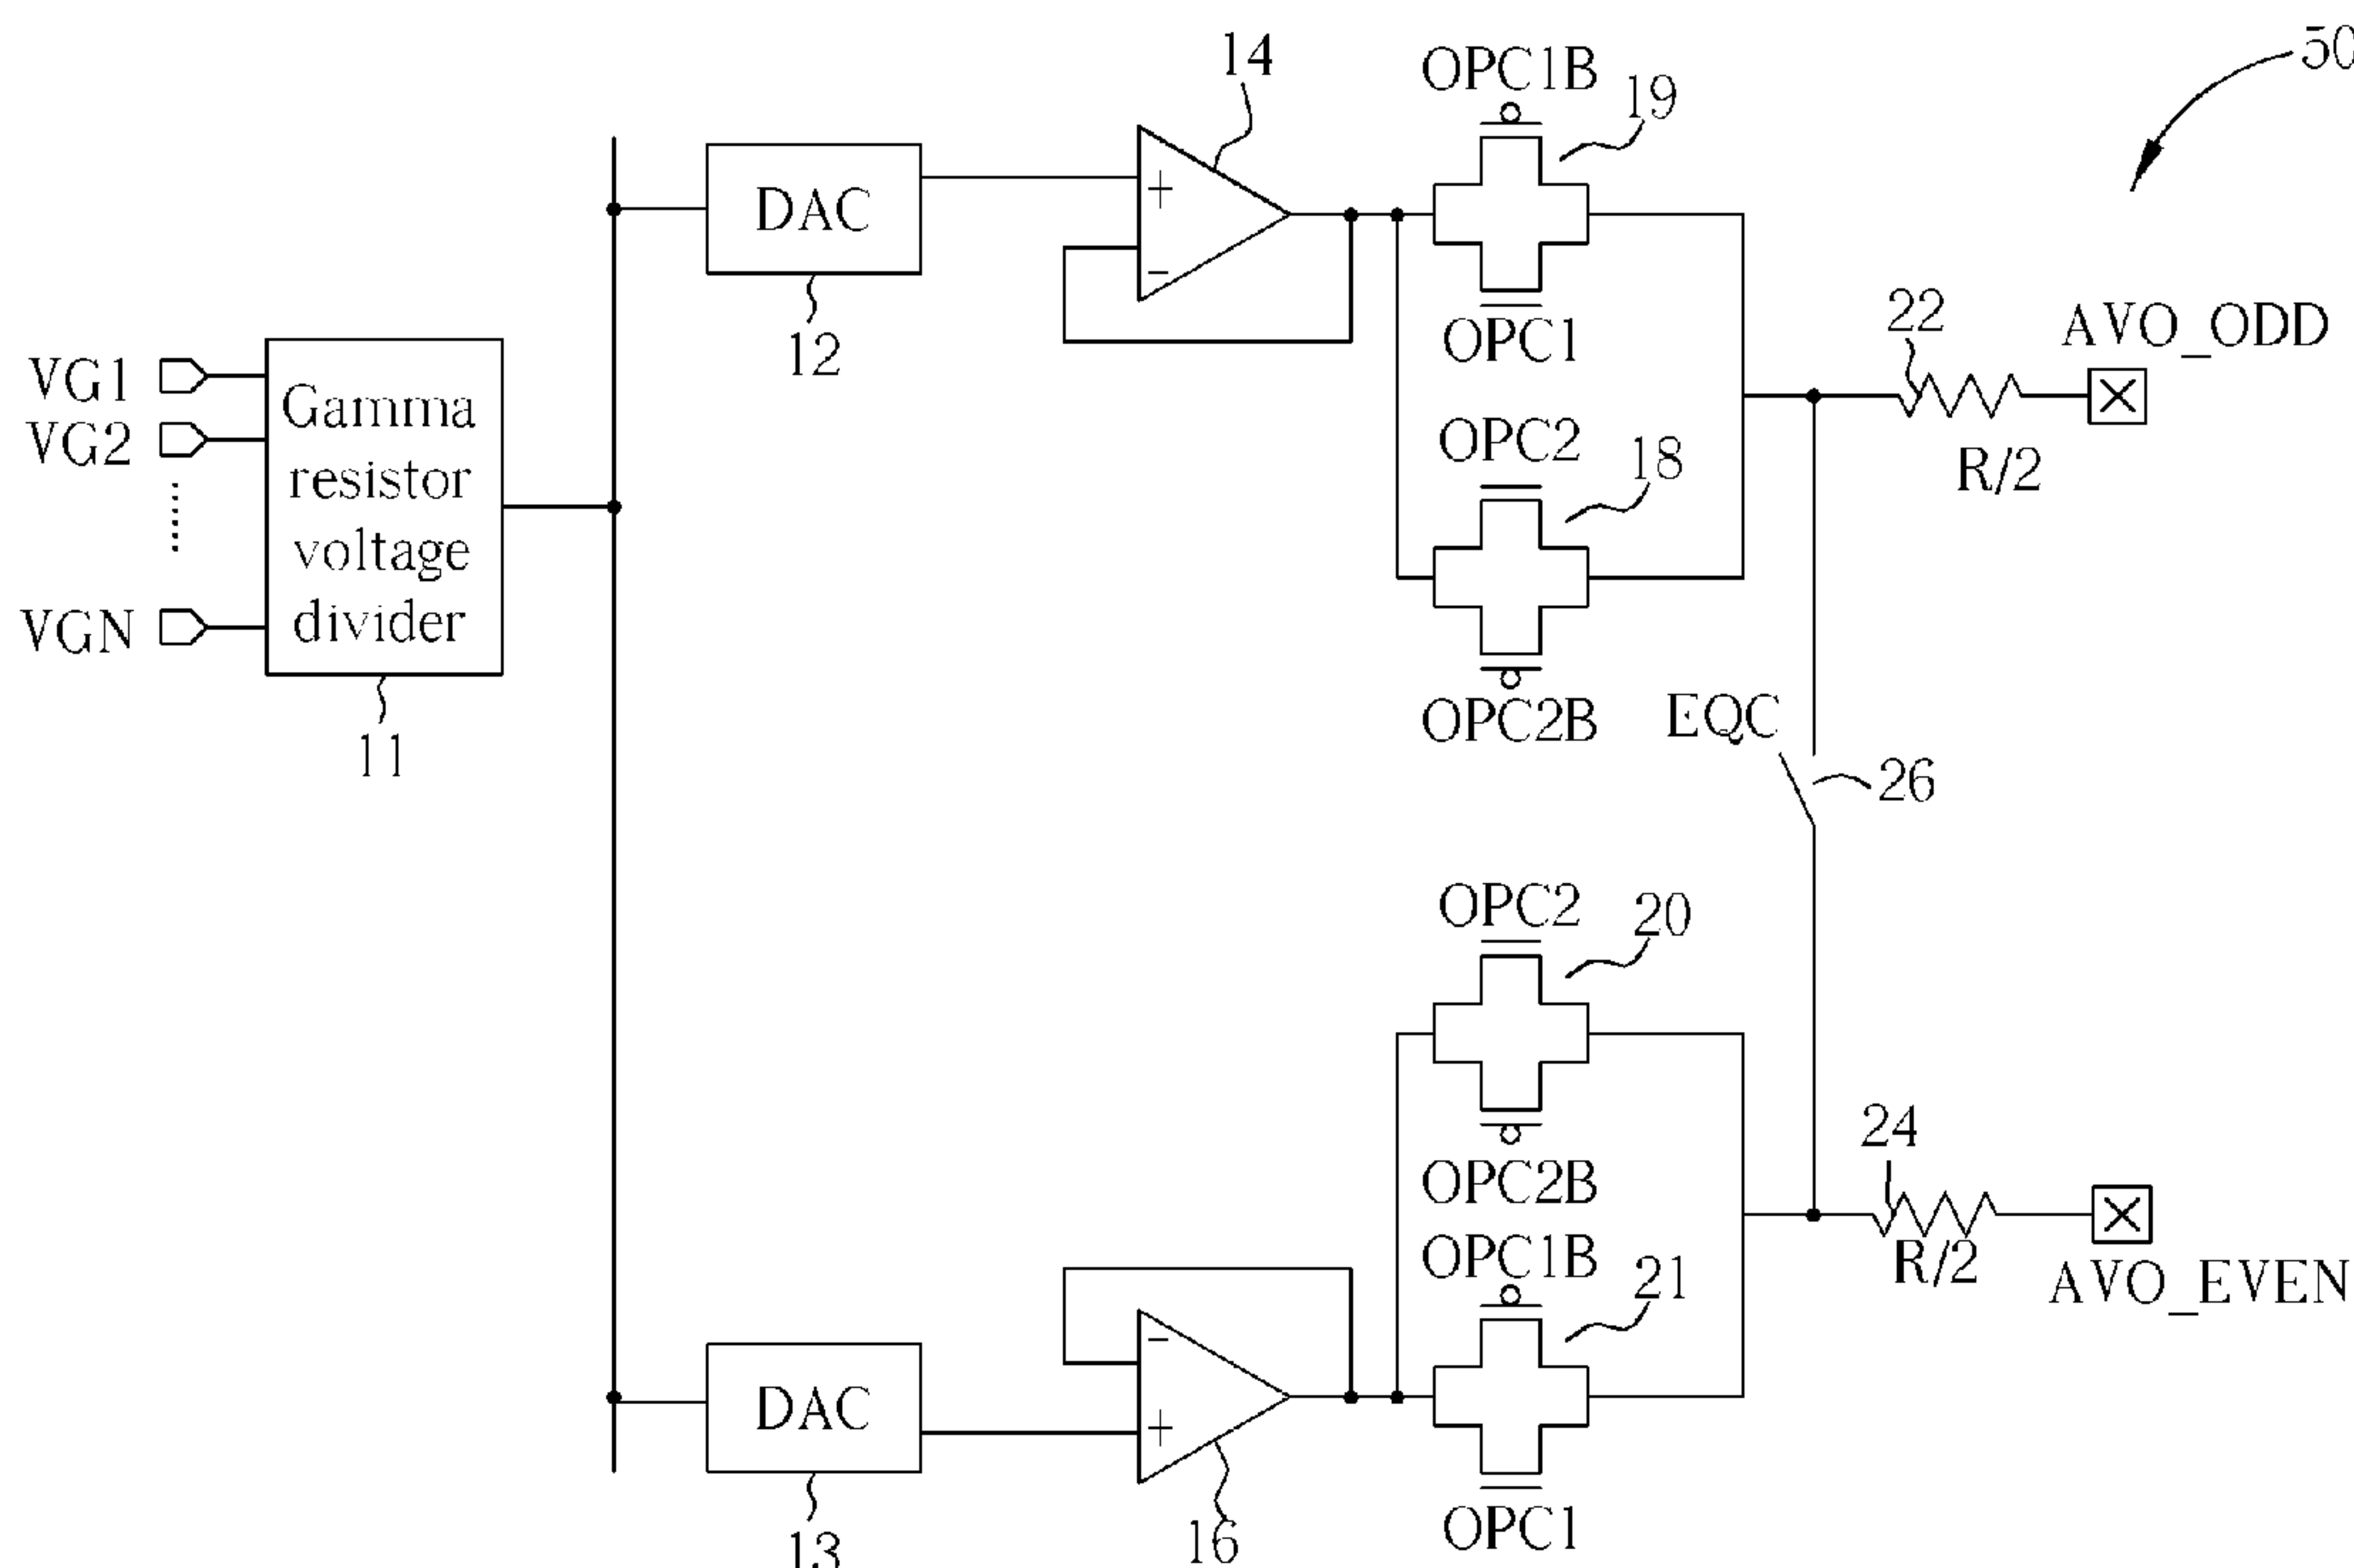 50
14
OPC1B
19
DAC
+
−
12
OPC1
22
AVO_ODD
R/2
VG1
VG2
VGN
Gamma
resistor
voltage
divider
11
OPC2
18
OPC2B
EQC
26
OPC2
20
OPC2B
24
R/2
AVO_EVEN
OPC1B
21
DAC
−
+
13
16
OPC1